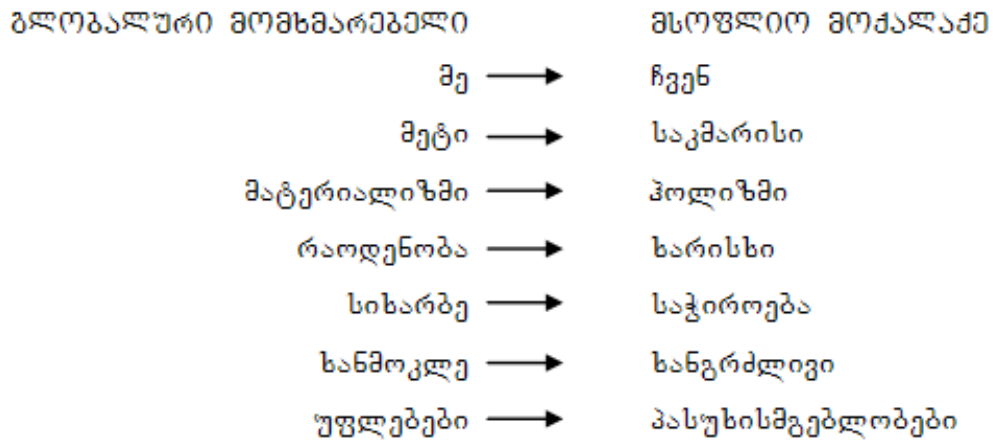 გლობალური მომხმარებელი მსოფლიო მოქალაქე
მე → ჩვენ
მეტი → საკმარისი
მატერიალიზმი → ჰოლიზმი
რაოდენობა → ხარისხი
სიხარბე → საჭიროება
ხანმოკლე → ხანგრძლივი
უფლებები → პასუხისმგებლობები